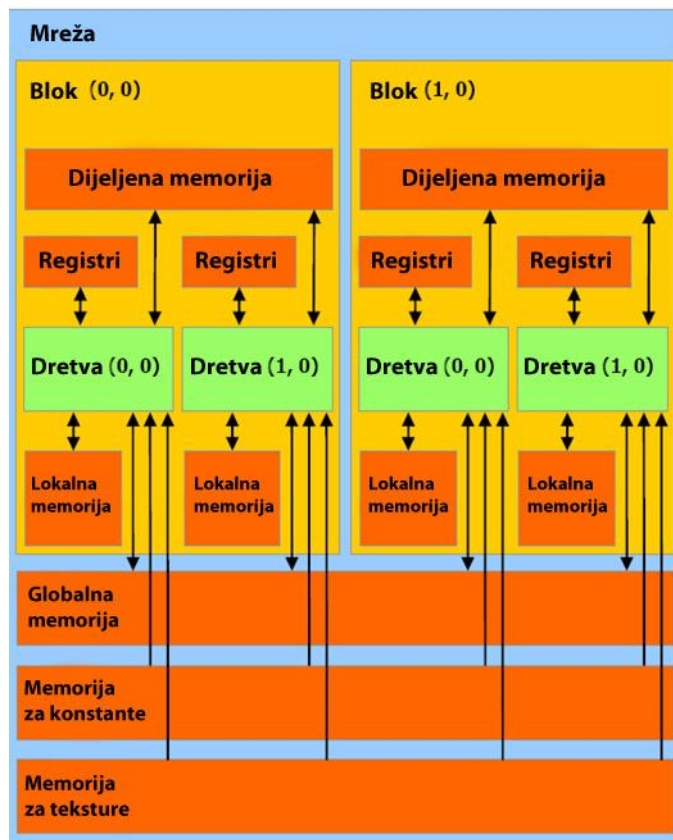 Mreža
Blok (0, 0)
Blok (1, 0)
Dijeljena memorija
Dijeljena memorija
Registri
Registri
Registri
Registri
Dretva (0, 0)
Dretva (1, 0)
Dretva (0, 0)
Dretva (1, 0)
Lokalna
memorija
Lokalna
memorija
Lokalna
memorija
Lokalna
memorija
Globalna
memorija
Memorija
za konstante
Memorija
za teksture